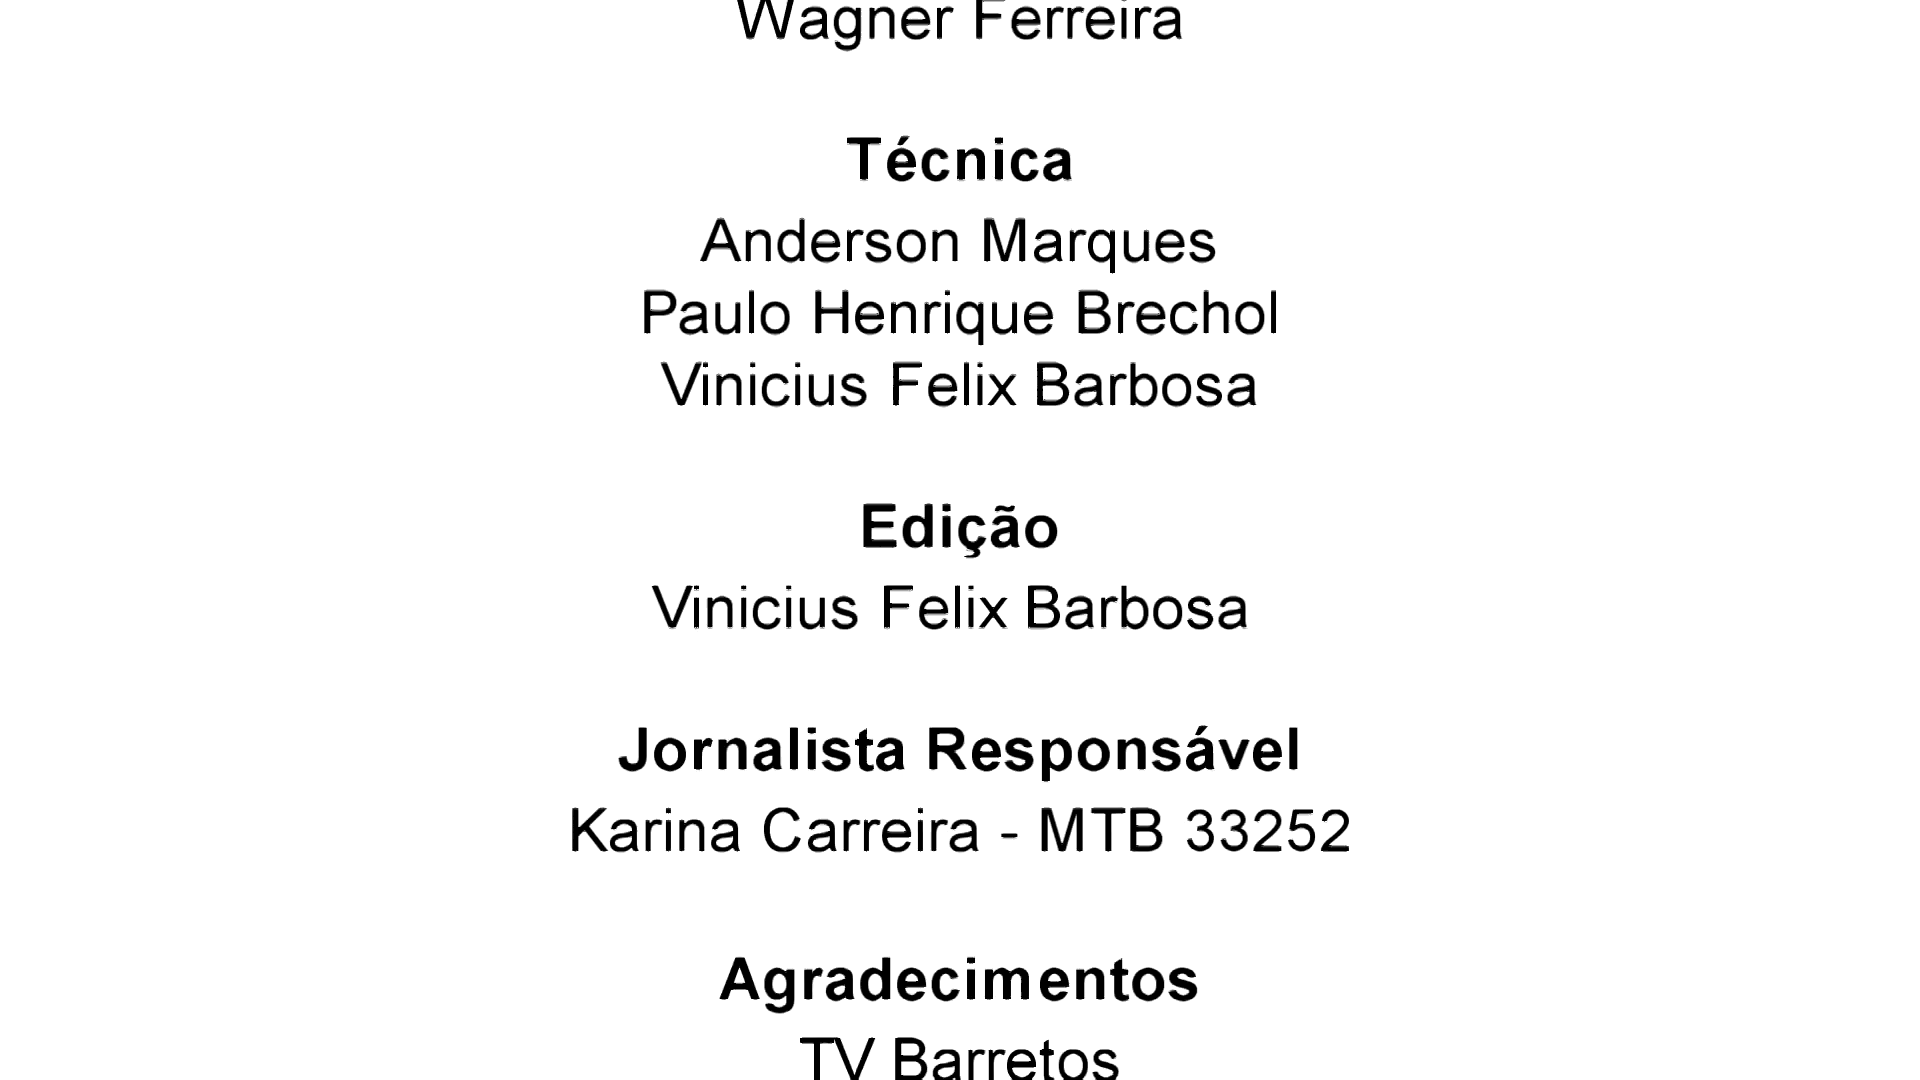 Wagner Ferreira
Técnica
Anderson Marques
Paulo Henrique Brechol
Vinicius Felix Barbosa
Edição
Vinicius Felix Barbosa
Jornalista Responsável
Karina Carreira - MTB 33252
Agradecimentos
TV Barretos